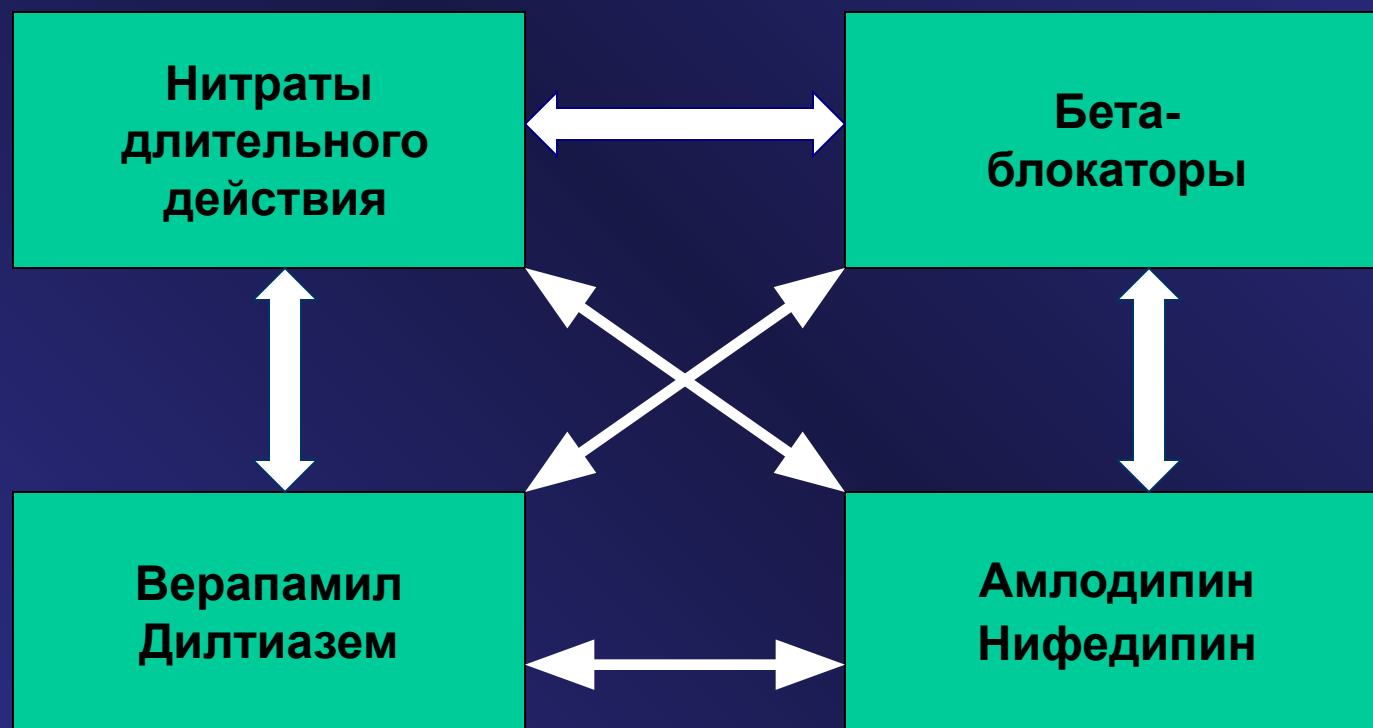 Нитраты
длительного
действия
Бета-
блокаторы
Верапамил
Дилтиазем
Амлодипин
Нифедипин